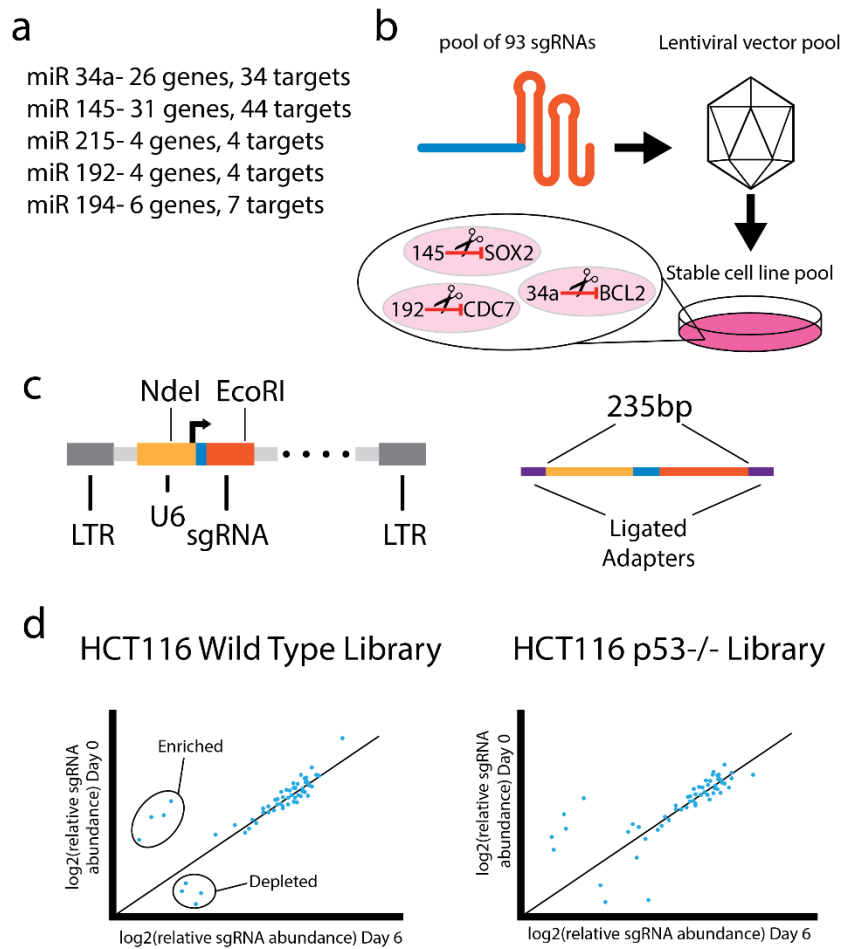 a
miR 34a- 26 genes, 34 targets
miR 145- 31 genes, 44 targets
miR 215- 4 genes, 4 targets
miR 192- 4 genes, 4 targets
miR 194- 6 genes, 7 targets
b
pool of 93 sgRNAs
Lentiviral vector pool
Stable cell line pool
145 SOX2
34a BCL2
192 CDC7
c
NdeI EcoRI
U6
LTR
sgRNA
LTR
235bp
Ligated
Adapters
d
HCT116 Wild Type Library
log2(relative sgRNA
abundance) Day 0
Enriched
Depleted
log2(relative sgRNA abundance) Day 6
HCT116 p53-/- Library
log2(relative sgRNA
abundance) Day 0
log2(relative sgRNA abundance) Day 6